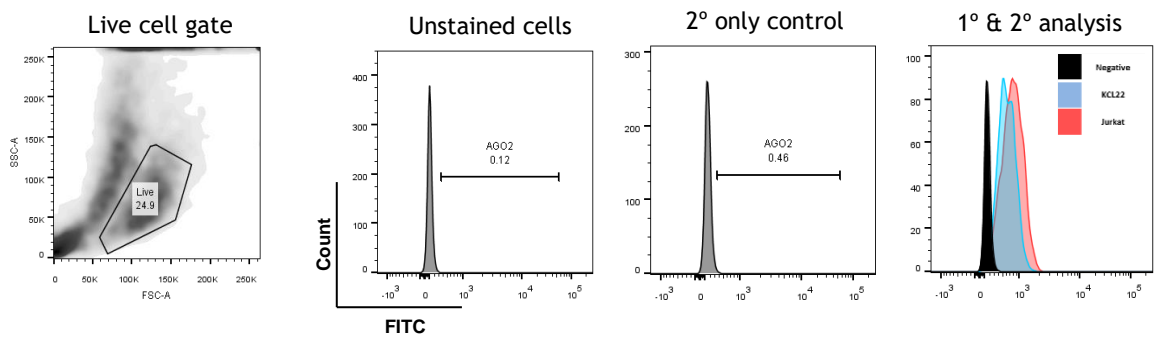 Live cell gate
Unstained cells
2º only control
1º & 2º analysis
250K
200K
150K
100K
50K
0
SSC-A
Live
24.9
0 50K 100K 150K 200K 250K
FSC-A
400
300
200
100
0
Count
AGO2
0.12
-10^3 0 10^3 10^4 10^5
FITC
300
200
100
0
AGO2
0.46
-10^3 0 10^3 10^4 10^5
100
80
60
40
20
0
Negative
KCL22
Jurkat
-10^3 0 10^3 10^4 10^5